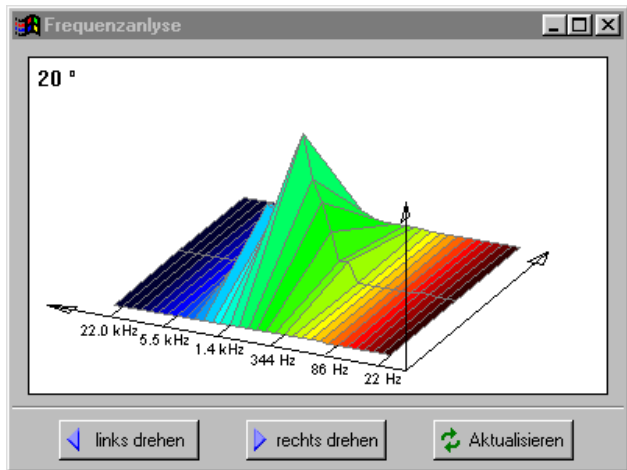 Frequenzanlyse
20 °
22.0 kHz
5.5 kHz
1.4 kHz
344 Hz
86 Hz
22 Hz
links drehen
rechts drehen
Aktualisieren